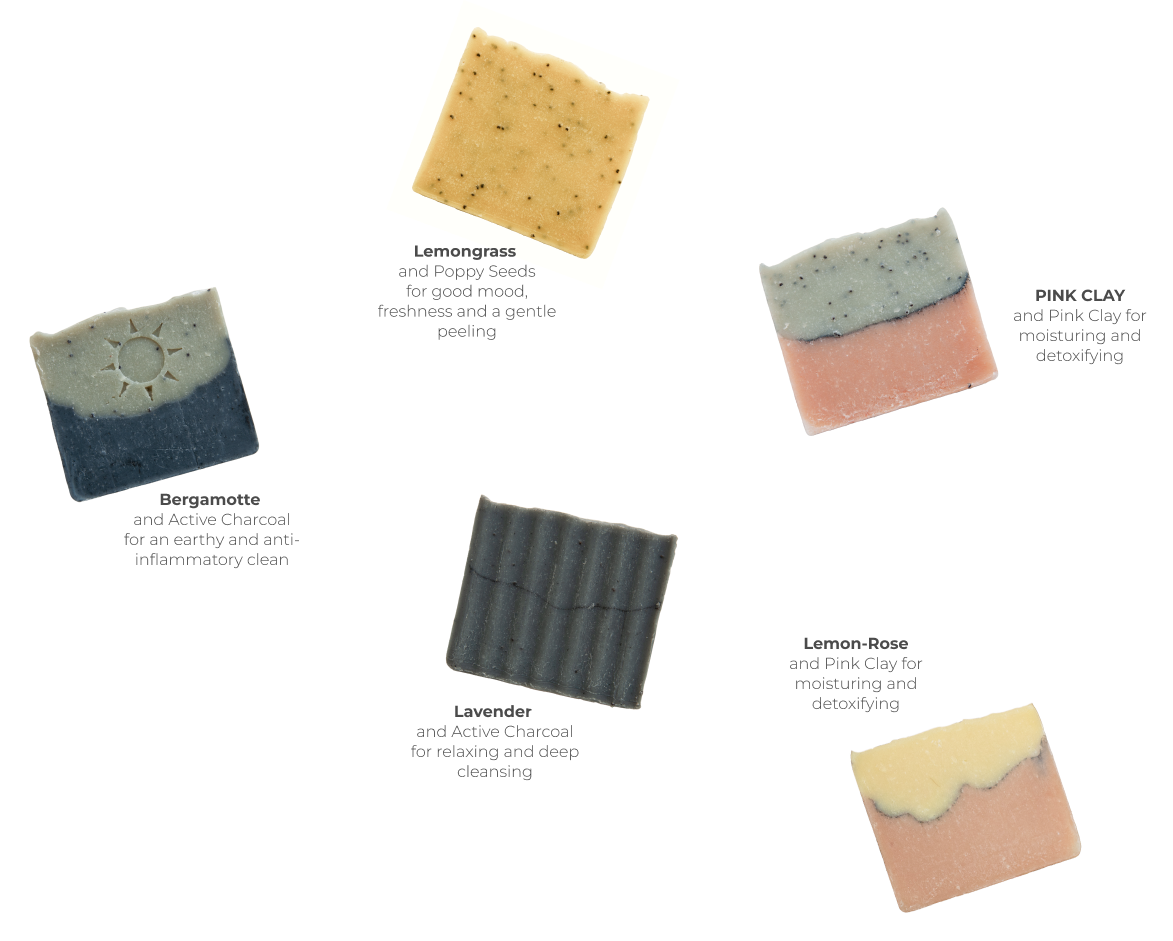 Lemongrass
and Poppy Seeds
for good mood,
freshness and a gentle
peeling
PINK CLAY
and Pink Clay for
moisturing and
detoxifying
Bergamotte
and Active Charcoal
for an earthy and anti-
inflammatory clean
Lavender
and Active Charcoal
for relaxing and deep
cleansing
Lemon-Rose
and Pink Clay for
moisturing and
detoxifying